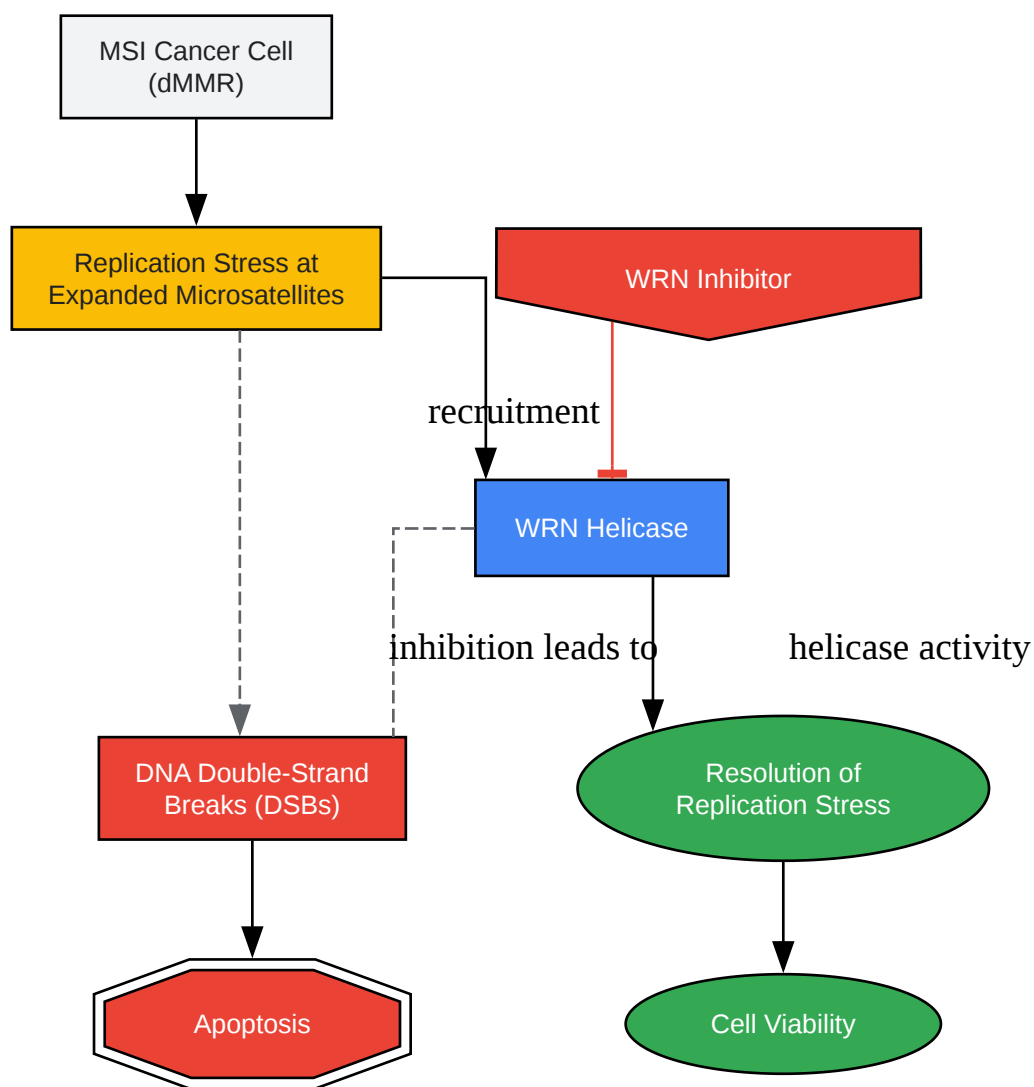 MSI Cancer Cell
(dMMR)
Replication Stress at
Expanded Microsatellites
WRN Inhibitor
recruitment
WRN Helicase
inhibition leads to
helicase activity
DNA Double-Strand
Breaks (DSBs)
Resolution of
Replication Stress
Apoptosis
Cell Viability